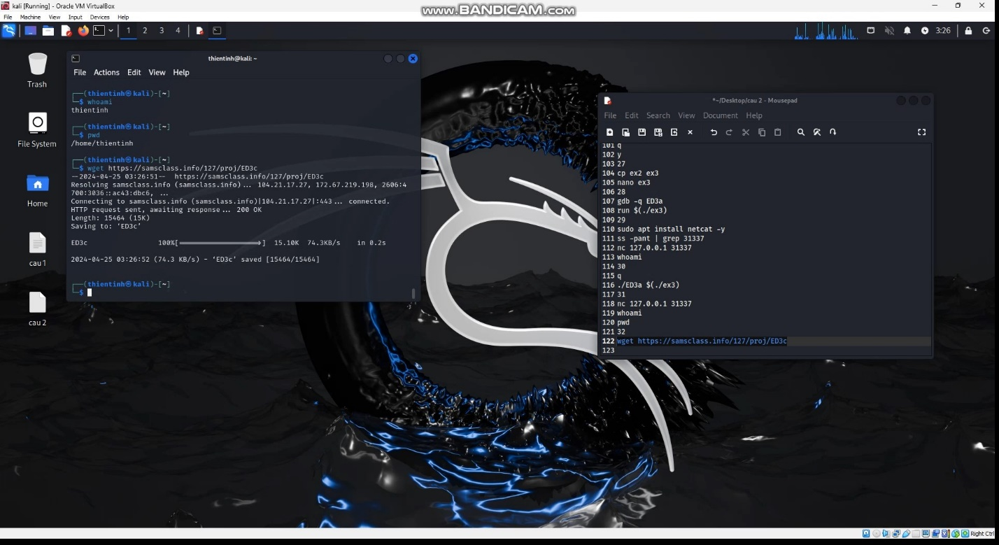 kali [Running] - Oracle VM VirtualBox
www.BANDICAM.com
File Machine View Input Devices Help
1 2 3 4
3:26
Trash
File System
Home
cau 1
cau 2
thientinh@kali: ~
File Actions Edit View Help
┌──(thientinh㉿kali)-[~]
└─$ whoami
thientinh
┌──(thientinh㉿kali)-[~]
└─$ pwd
/home/thientinh
┌──(thientinh㉿kali)-[~]
└─$ wget https://samsclass.info/127/proj/ED3c
--2024-04-25 03:26:51--  https://samsclass.info/127/proj/ED3c
Resolving samsclass.info (samsclass.info)... 104.21.17.27, 172.67.219.198, 2606:4
700:3036::ac43:dbc6, ...
Connecting to samsclass.info (samsclass.info)|104.21.17.27|:443... connected.
HTTP request sent, awaiting response... 200 OK
Length: 15464 (15K)
Saving to: ‘ED3c’
ED3c 100%[===================>] 15.10K 74.3KB/s in 0.2s
2024-04-25 03:26:52 (74.3 KB/s) - ‘ED3c’ saved [15464/15464]
┌──(thientinh㉿kali)-[~]
└─$
*~/Desktop/cau 2 - Mousepad
File Edit Search View Document Help
101 q
102 y
103 27
104 cp ex2 ex3
105 nano ex3
106 28
107 gdb -q ED3a
108 run $(./ex3)
109 29
110 sudo apt install netcat -y
111 ss -pant | grep 31337
112 nc 127.0.0.1 31337
113 whoami
114 30
115 q
116 ./ED3a $(./ex3)
117 31
118 nc 127.0.0.1 31337
119 whoami
120 pwd
121 32
122 wget https://samsclass.info/127/proj/ED3c
123
Right Ctrl